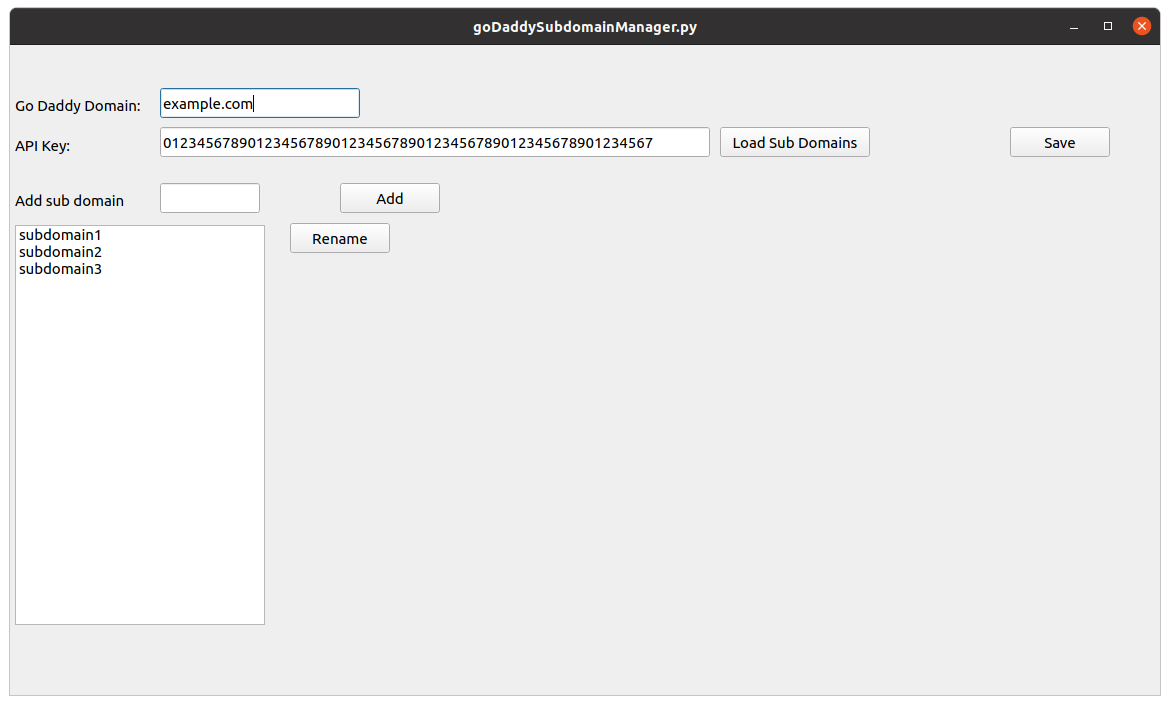 goDaddySubdomainManager.py
Go Daddy Domain: example.com
API Key: 0123456789012345678901234567890123456789012345678901234567 Load Sub Domains Save
Add sub domain Add
subdomain1 Rename
subdomain2
subdomain3